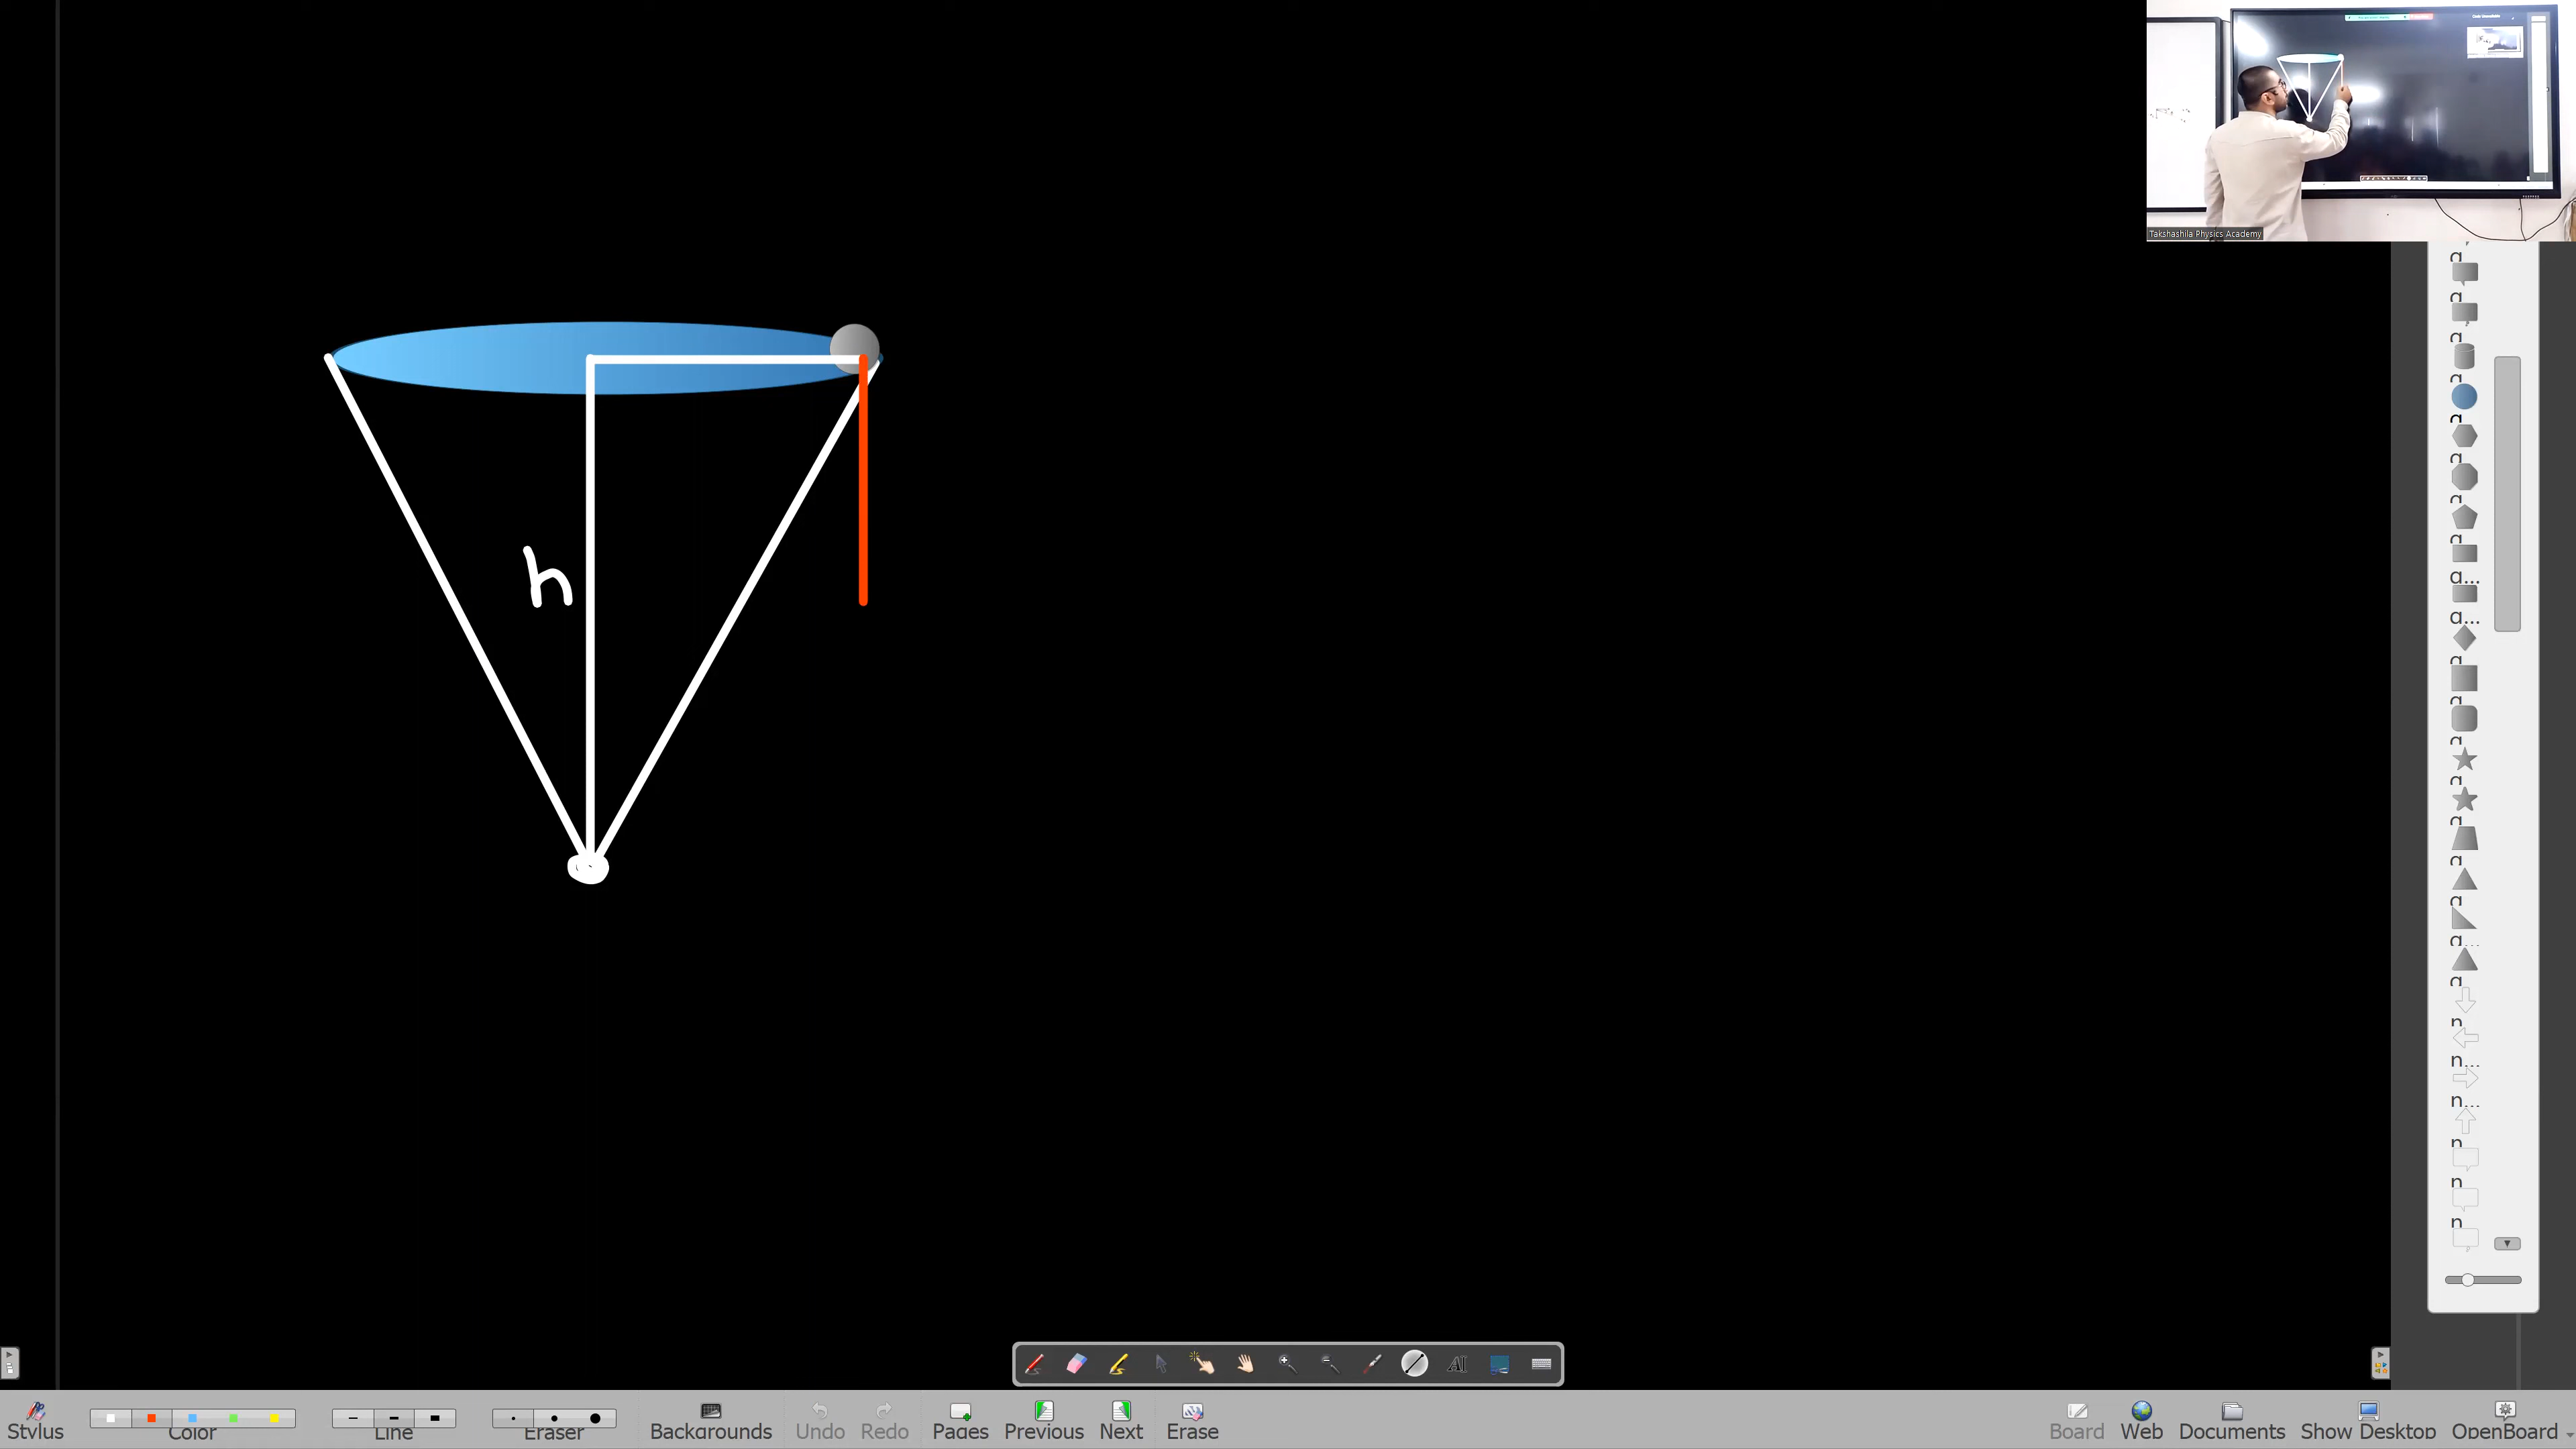 Takshashila Physics Academy
h
a
a
a
a
a
a
a
a
a...
a...
a
a
a
a
a
a
a
a...
a
n
n...
n...
n
n
n
Stylus
Color
Line
Eraser
Backgrounds
Undo
Redo
Pages
Previous
Next
Erase
Board
Web
Documents
Show Desktop
OpenBoard
AI